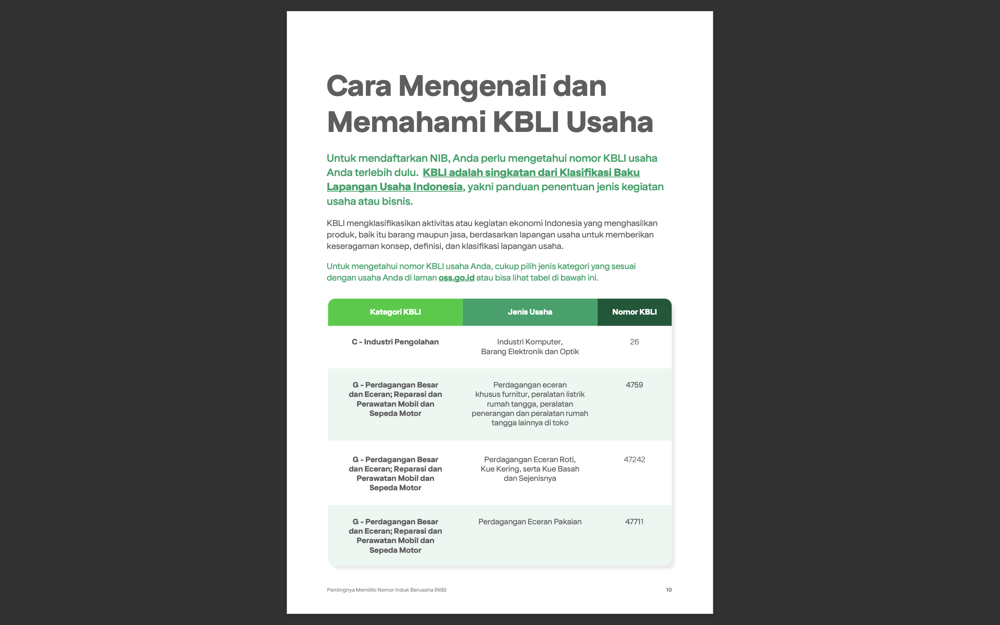 Cara Mengenali dan
Memahami KBLI Usaha
Untuk mendaftarkan NIB, Anda perlu mengetahui nomor KBLI usaha
Anda terlebih dulu. KBLI adalah singkatan dari Klasifikasi Baku
Lapangan Usaha Indonesia, yakni panduan penentuan jenis kegiatan
usaha atau bisnis.
KBLI mengklasifikasikan aktivitas atau kegiatan ekonomi Indonesia yang menghasilkan
produk, baik itu barang maupun jasa, berdasarkan lapangan usaha untuk memberikan
keseragaman konsep, definisi, dan klasifikasi lapangan usaha.
Untuk mengetahui nomor KBLI usaha Anda, cukup pilih jenis kategori yang sesuai
dengan usaha Anda di laman oss.go.id atau bisa lihat tabel di bawah ini.
Kategori KBLI
Jenis Usaha
Nomor KBLI
C - Industri Pengolahan
Industri Komputer,
Barang Elektronik dan Optik
26
G - Perdagangan Besar
dan Eceran; Reparasi dan
Perawatan Mobil dan
Sepeda Motor
Perdagangan eceran
khusus furnitur, peralatan listrik
rumah tangga, peralatan
penerangan dan peralatan rumah
tangga lainnya di toko
4759
G - Perdagangan Besar
dan Eceran; Reparasi dan
Perawatan Mobil dan
Sepeda Motor
Perdagangan Eceran Roti,
Kue Kering, serta Kue Basah
dan Sejenisnya
47242
G - Perdagangan Besar
dan Eceran; Reparasi dan
Perawatan Mobil dan
Sepeda Motor
Perdagangan Eceran Pakaian
47711
Pentingnya Memiliki Nomor Induk Berusaha (NIB)
10